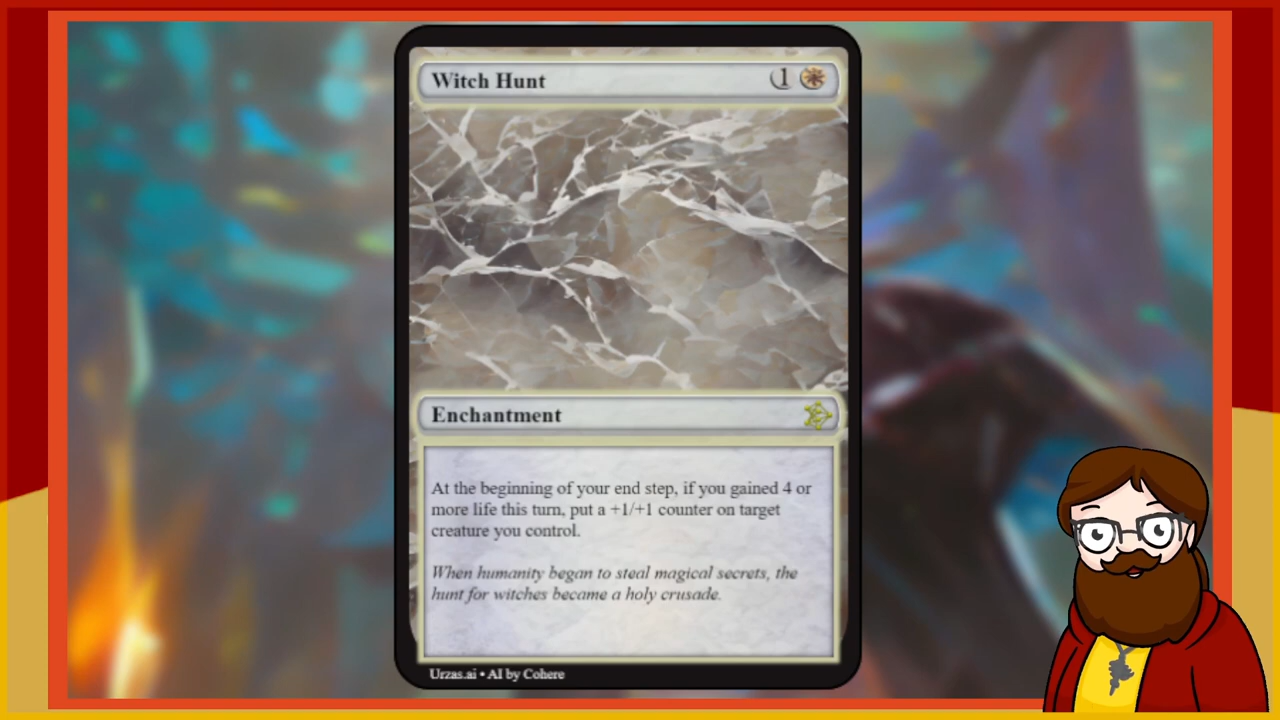 Witch Hunt 1
Enchantment
At the beginning of your end step, if you gained 4 or
more life this turn, put a +1/+1 counter on target
creature you control.
When humanity began to steal magical secrets, the
hunt for witches became a holy crusade.
Urzas.ai • AI by Cohere